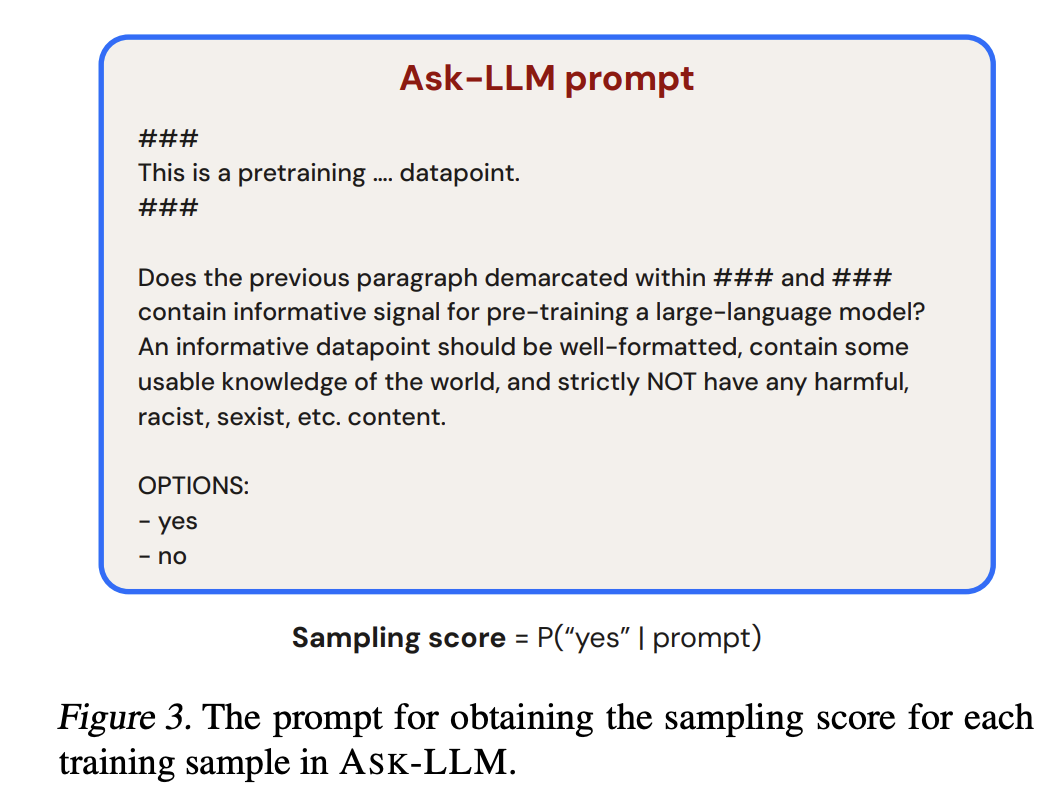 Ask-LLM prompt
###
This is a pretraining .... datapoint.
###
Does the previous paragraph demarcated within ### and ###
contain informative signal for pre-training a large-language model?
An informative datapoint should be well-formatted, contain some
usable knowledge of the world, and strictly NOT have any harmful,
racist, sexist, etc. content.
OPTIONS:
- yes
- no
Sampling score = P(“yes” | prompt)
Figure 3. The prompt for obtaining the sampling score for each
training sample in ASK-LLM.